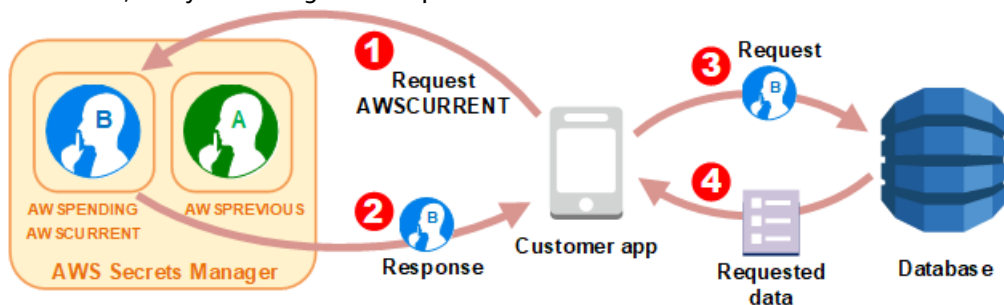 1
Request
AWSCURRENT
3
Request
B
B
A
AWSPENDING
AWSCURRENT
AWSPREVIOUS
2
B
Response
4
Customer app
Requested
data
Database
AWS Secrets Manager